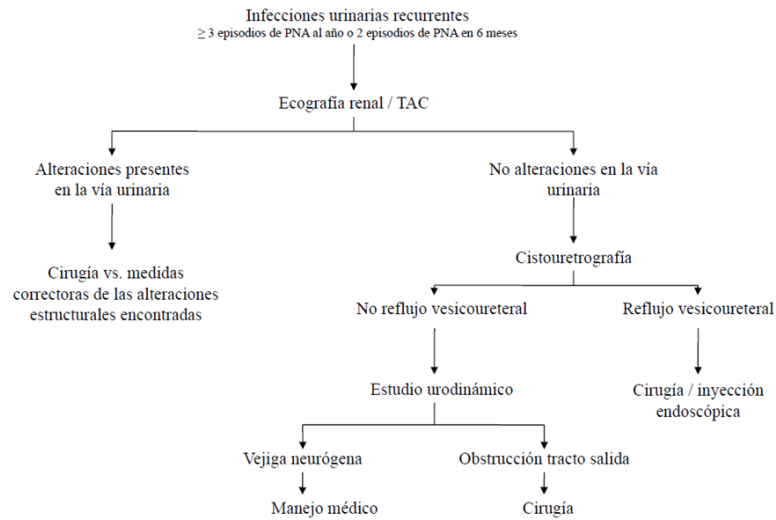 Infecciones urinarias recurrentes
≥ 3 episodios de PNA al año o 2 episodios de PNA en 6 meses
Ecografía renal / TAC
Alteraciones presentes
en la vía urinaria
No alteraciones en la vía
urinaria
Cirugía vs. medidas
correctoras de las alteraciones
estructurales encontradas
Cistouretrografía
No reflujo vesicoureteral
Reflujo vesicoureteral
Estudio urodinámico
Cirugía / inyección
endoscópica
Vejiga neurógena
Obstrucción tracto salida
Manejo médico
Cirugía